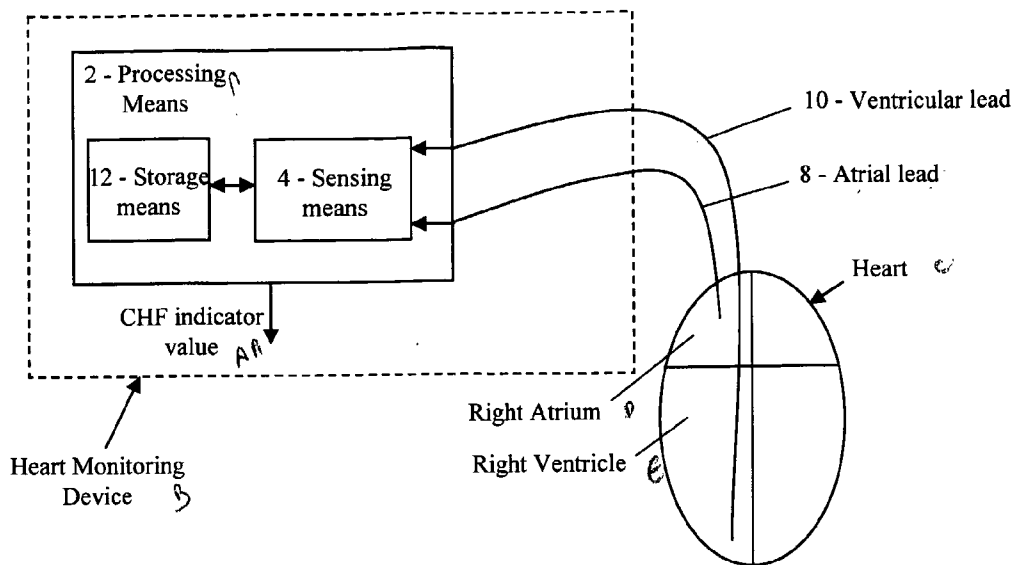 2 - Processing
Means
12 - Storage
means
4 - Sensing
means
CHF indicator
value
Heart Monitoring
Device B
10 - Ventricular lead
8 - Atrial lead
Heart
Right Atrium
Right Ventricle E